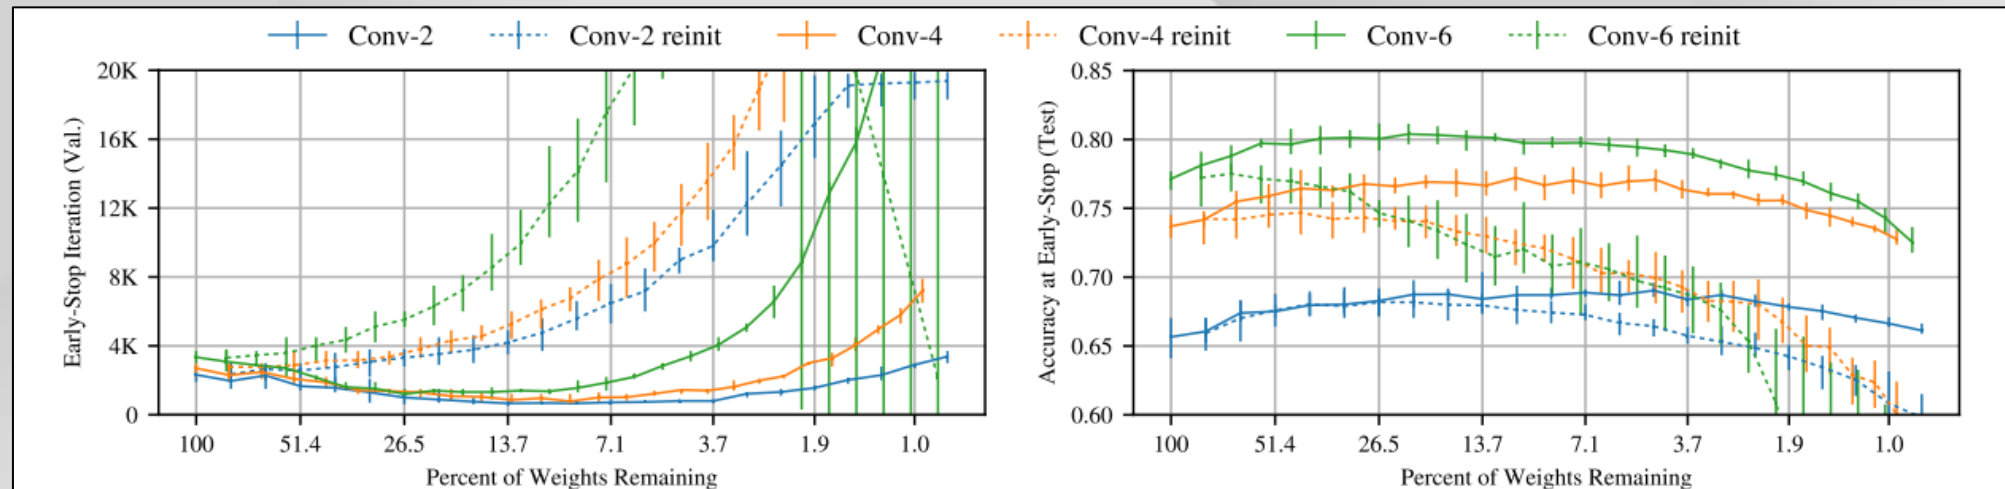 Conv-2 Conv-2 reinit Conv-4 Conv-4 reinit Conv-6 Conv-6 reinit
Early-Stop Iteration (Val.)
20K
16K
12K
8K
4K
0
100 51.4 26.5 13.7 7.1 3.7 1.9 1.0
Percent of Weights Remaining
Accuracy at Early-Stop (Test)
0.85
0.80
0.75
0.70
0.65
0.60
100 51.4 26.5 13.7 7.1 3.7 1.9 1.0
Percent of Weights Remaining